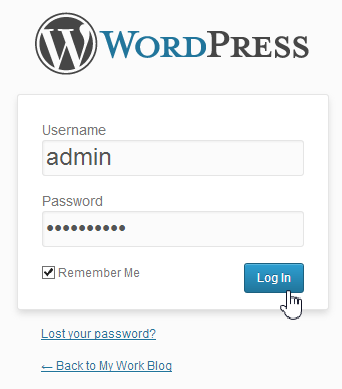 WORDPRESS
Username
admin
Password
••••••••••
Remember Me
Log In
Lost your password?
← Back to My Work Blog